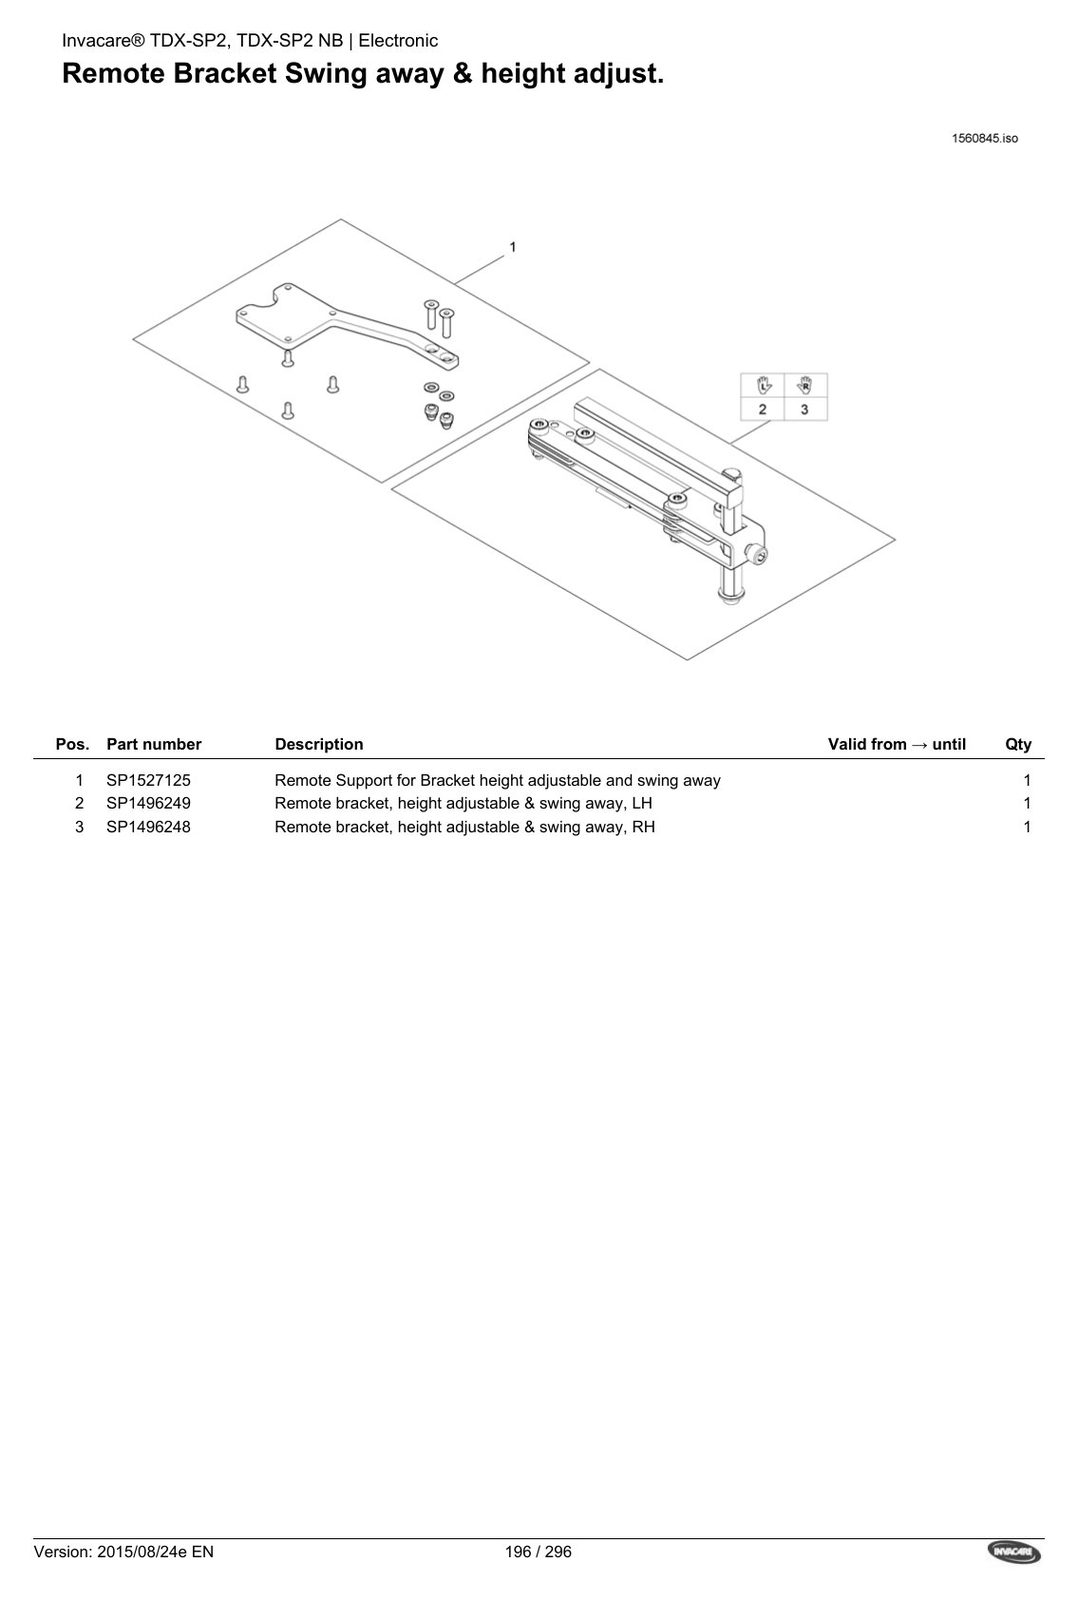 Invacare® TDX-SP2, TDX-SP2 NB | Electronic
Remote Bracket Swing away & height adjust.
1560845.iso
1
L R
2 3
Pos. Part number Description Valid from → until Qty
1 SP1527125 Remote Support for Bracket height adjustable and swing away 1
2 SP1496249 Remote bracket, height adjustable & swing away, LH 1
3 SP1496248 Remote bracket, height adjustable & swing away, RH 1
Version: 2015/08/24e EN 196 / 296 INVACARE